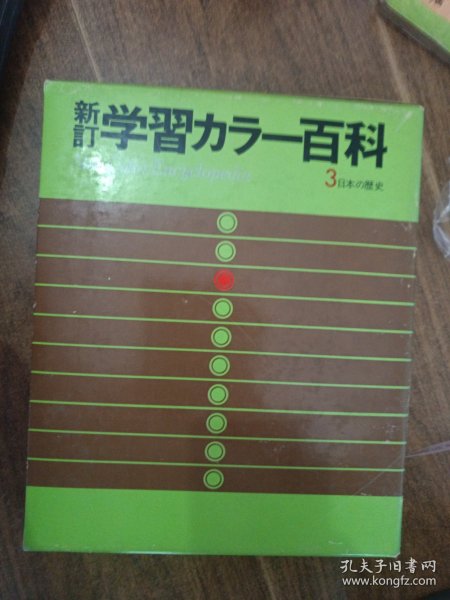 新訂 学習カラー百科
Encyclopedia
3 日本の歴史
孔夫子旧书网
www.kongfz.com